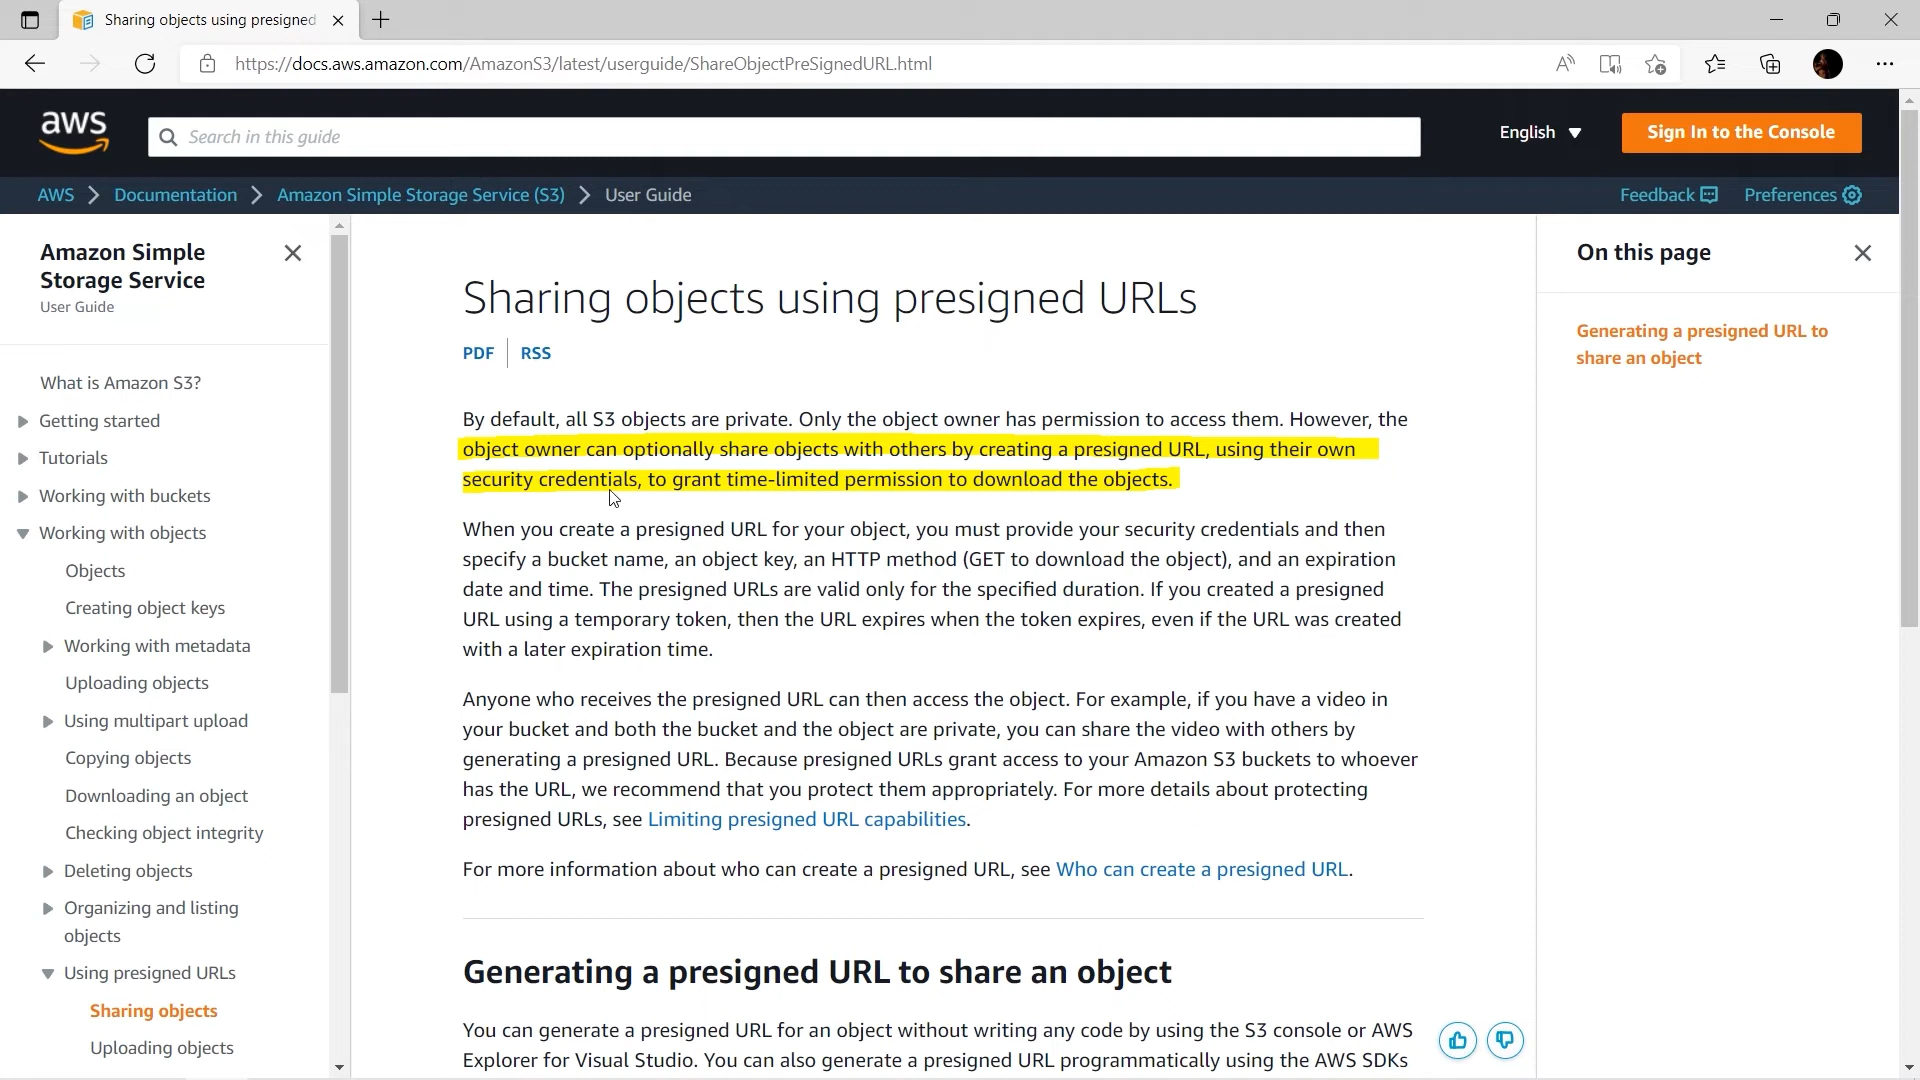 Sharing objects using presigned
https://docs.aws.amazon.com/AmazonS3/latest/userguide/ShareObjectPreSignedURL.html
aws
Search in this guide
English
Sign In to the Console
AWS
Documentation
Amazon Simple Storage Service (S3)
User Guide
Feedback
Preferences
Amazon Simple
Storage Service
User Guide
What is Amazon S3?
Getting started
Tutorials
Working with buckets
Working with objects
Objects
Creating object keys
Working with metadata
Uploading objects
Using multipart upload
Copying objects
Downloading an object
Checking object integrity
Deleting objects
Organizing and listing
objects
Using presigned URLs
Sharing objects
Uploading objects
Sharing objects using presigned URLs
PDF
RSS
By default, all S3 objects are private. Only the object owner has permission to access them. However, the
object owner can optionally share objects with others by creating a presigned URL, using their own
security credentials, to grant time-limited permission to download the objects.
When you create a presigned URL for your object, you must provide your security credentials and then
specify a bucket name, an object key, an HTTP method (GET to download the object), and an expiration
date and time. The presigned URLs are valid only for the specified duration. If you created a presigned
URL using a temporary token, then the URL expires when the token expires, even if the URL was created
with a later expiration time.
Anyone who receives the presigned URL can then access the object. For example, if you have a video in
your bucket and both the bucket and the object are private, you can share the video with others by
generating a presigned URL. Because presigned URLs grant access to your Amazon S3 buckets to whoever
has the URL, we recommend that you protect them appropriately. For more details about protecting
presigned URLs, see Limiting presigned URL capabilities.
For more information about who can create a presigned URL, see Who can create a presigned URL.
Generating a presigned URL to share an object
You can generate a presigned URL for an object without writing any code by using the S3 console or AWS
Explorer for Visual Studio. You can also generate a presigned URL programmatically using the AWS SDKs
On this page
Generating a presigned URL to
share an object